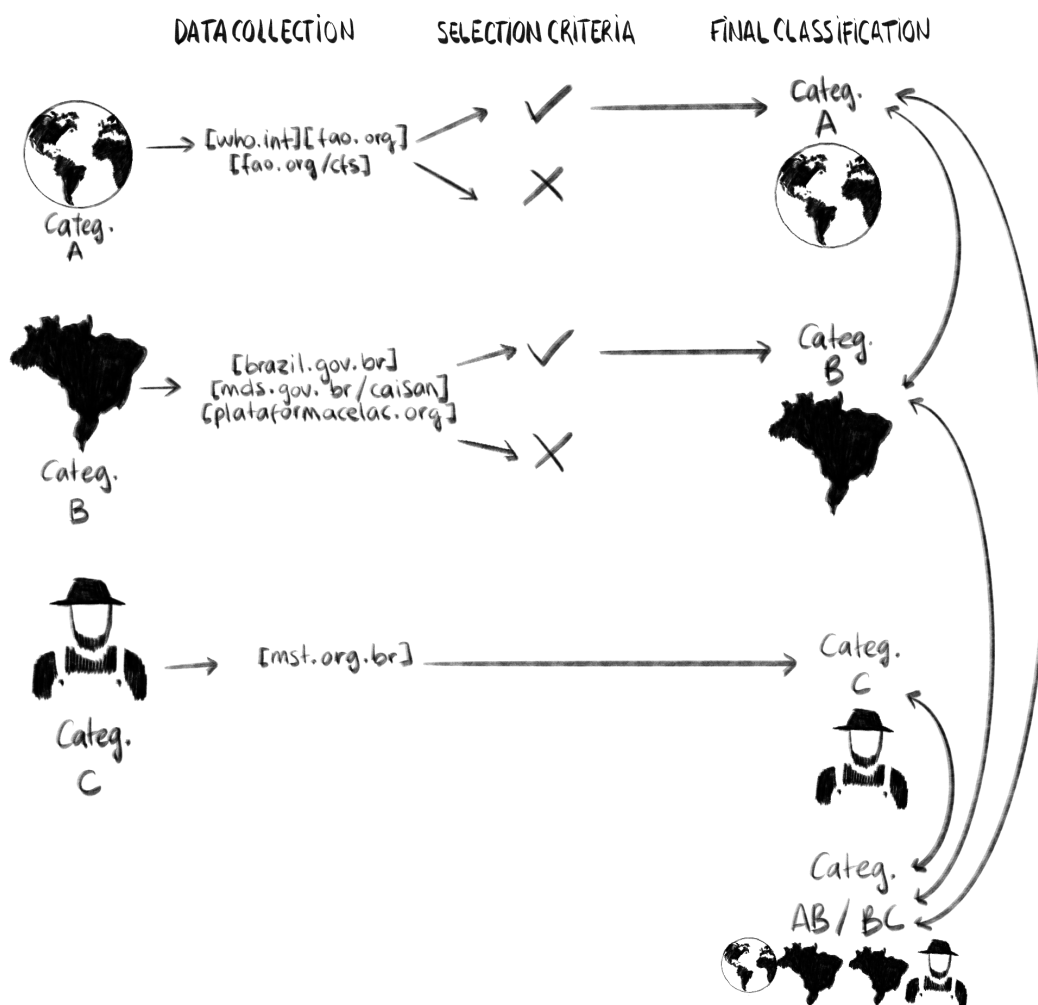 DATA COLLECTION
SELECTION CRITERIA
FINAL CLASSIFICATION
Categ.
A
[who.int][fao.org]
[fao.org/cfs]
Categ.
A
Categ.
B
[brazil.gov.br]
[mds.gov.br/caisan]
[plataformacelac.org]
Categ.
B
Categ.
C
[mst.org.br]
Categ.
C
Categ.
AB / BC